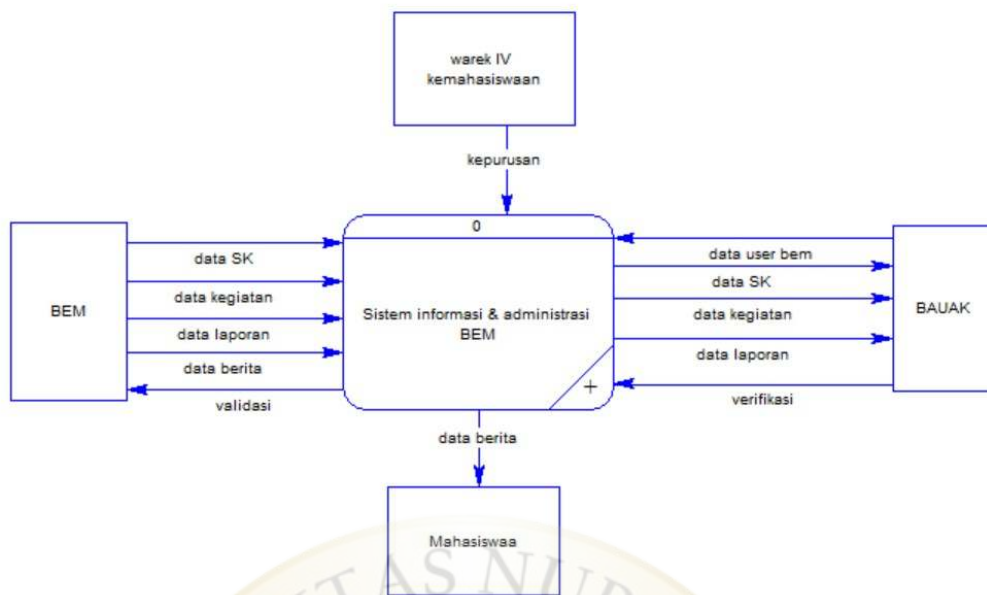 warek IV
kemahasiswaan
kepurusan
0
BEM
data SK
data kegiatan
data laporan
data berita
validasi
Sistem informasi & administrasi
BEM
+
data user bem
data SK
data kegiatan
data laporan
verifikasi
BAUAK
data berita
Mahasiswaa